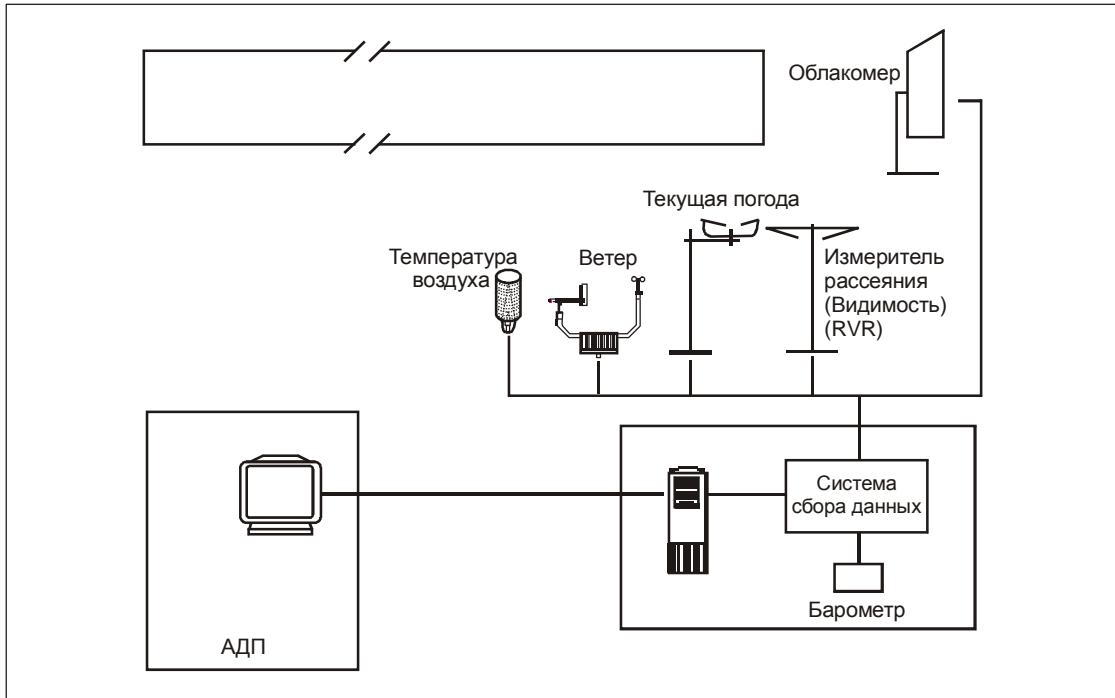 Облакомер
Текущая погода
Температура
воздуха
Ветер
Измеритель
рассеяния
(Видимость)
(RVR)
Система
сбора данных
Барометр
АДП